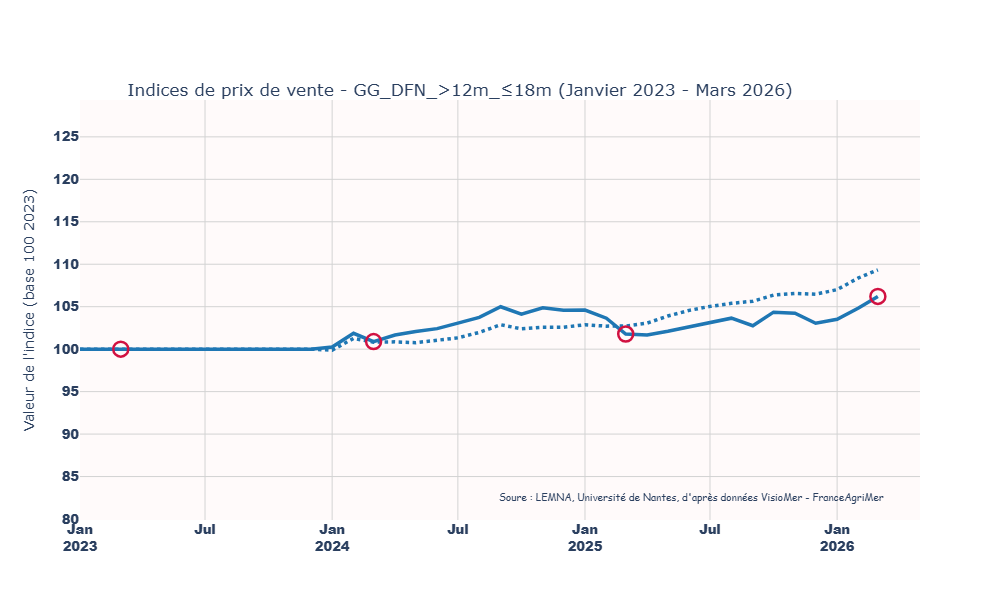 Indices de prix de vente - GG_DFN_>12m_≤18m (Janvier 2023 - Mars 2026)
Valeur de l'indice (base 100 2023)
125
120
115
110
105
100
95
90
85
80
Soure : LEMNA, Université de Nantes, d'après données VisioMer - FranceAgriMer
Jan Jul Jan Jul Jan Jul Jan
2023 2024 2025 2026